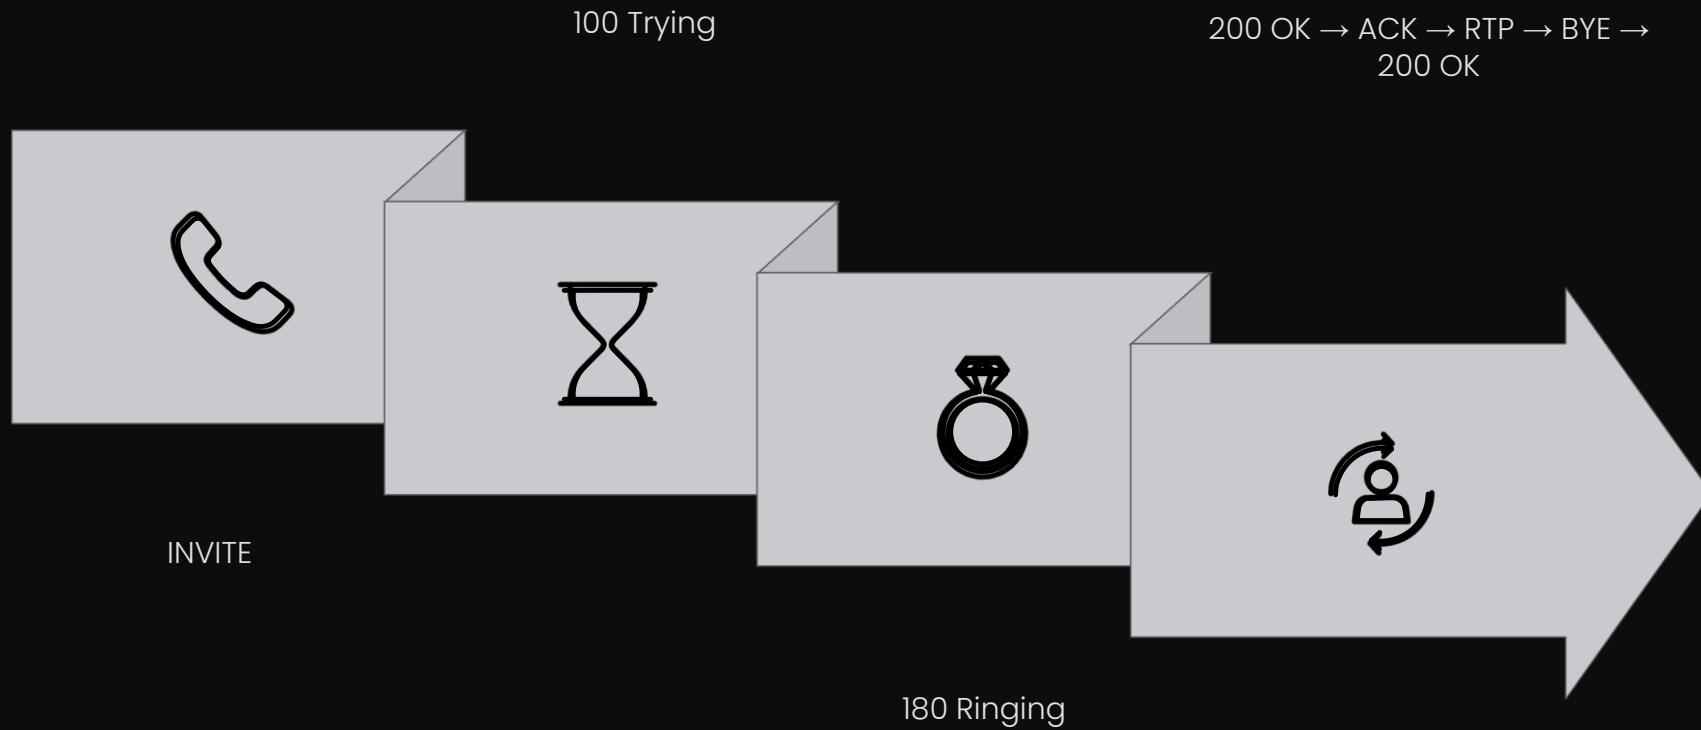 100 Trying
200 OK → ACK → RTP → BYE →
200 OK
INVITE
180 Ringing